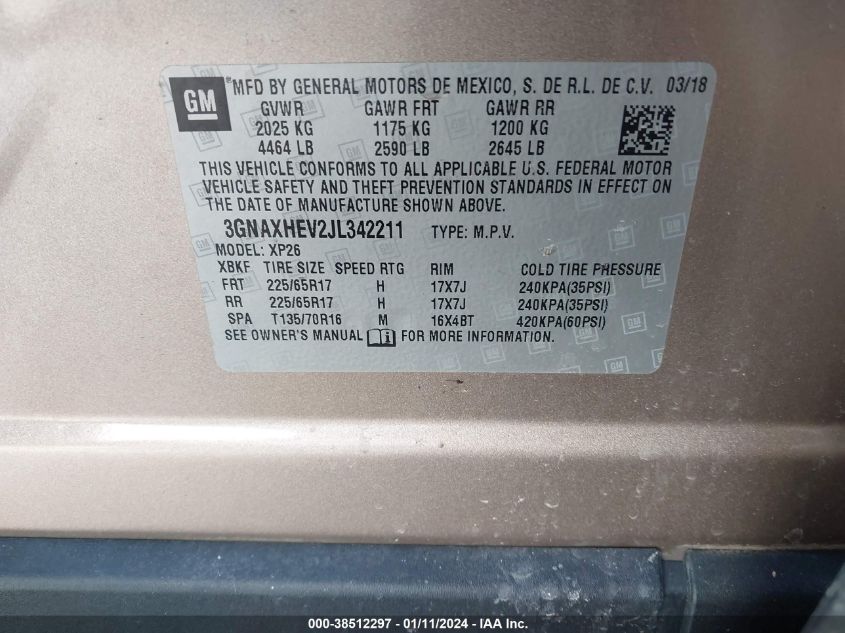 GM ® MFD BY GENERAL MOTORS DE MEXICO, S. DE R.L. DE C.V. 03/18
GVWR GAWR FRT GAWR RR
2025 KG 1175 KG 1200 KG
4464 LB 2590 LB 2645 LB
THIS VEHICLE CONFORMS TO ALL APPLICABLE U.S. FEDERAL MOTOR
VEHICLE SAFETY AND THEFT PREVENTION STANDARDS IN EFFECT ON
THE DATE OF MANUFACTURE SHOWN ABOVE.
3GNAXHEV2JL342211 TYPE: M.P.V.
MODEL: XP26
XBKF TIRE SIZE SPEED RTG RIM COLD TIRE PRESSURE
FRT 225/65R17 H 17X7J 240KPA(35PSI)
RR 225/65R17 H 17X7J 240KPA(35PSI)
SPA T135/70R16 M 16X4BT 420KPA(60PSI)
SEE OWNER'S MANUAL i FOR MORE INFORMATION.
000-38512297 - 01/11/2024 - IAA Inc.